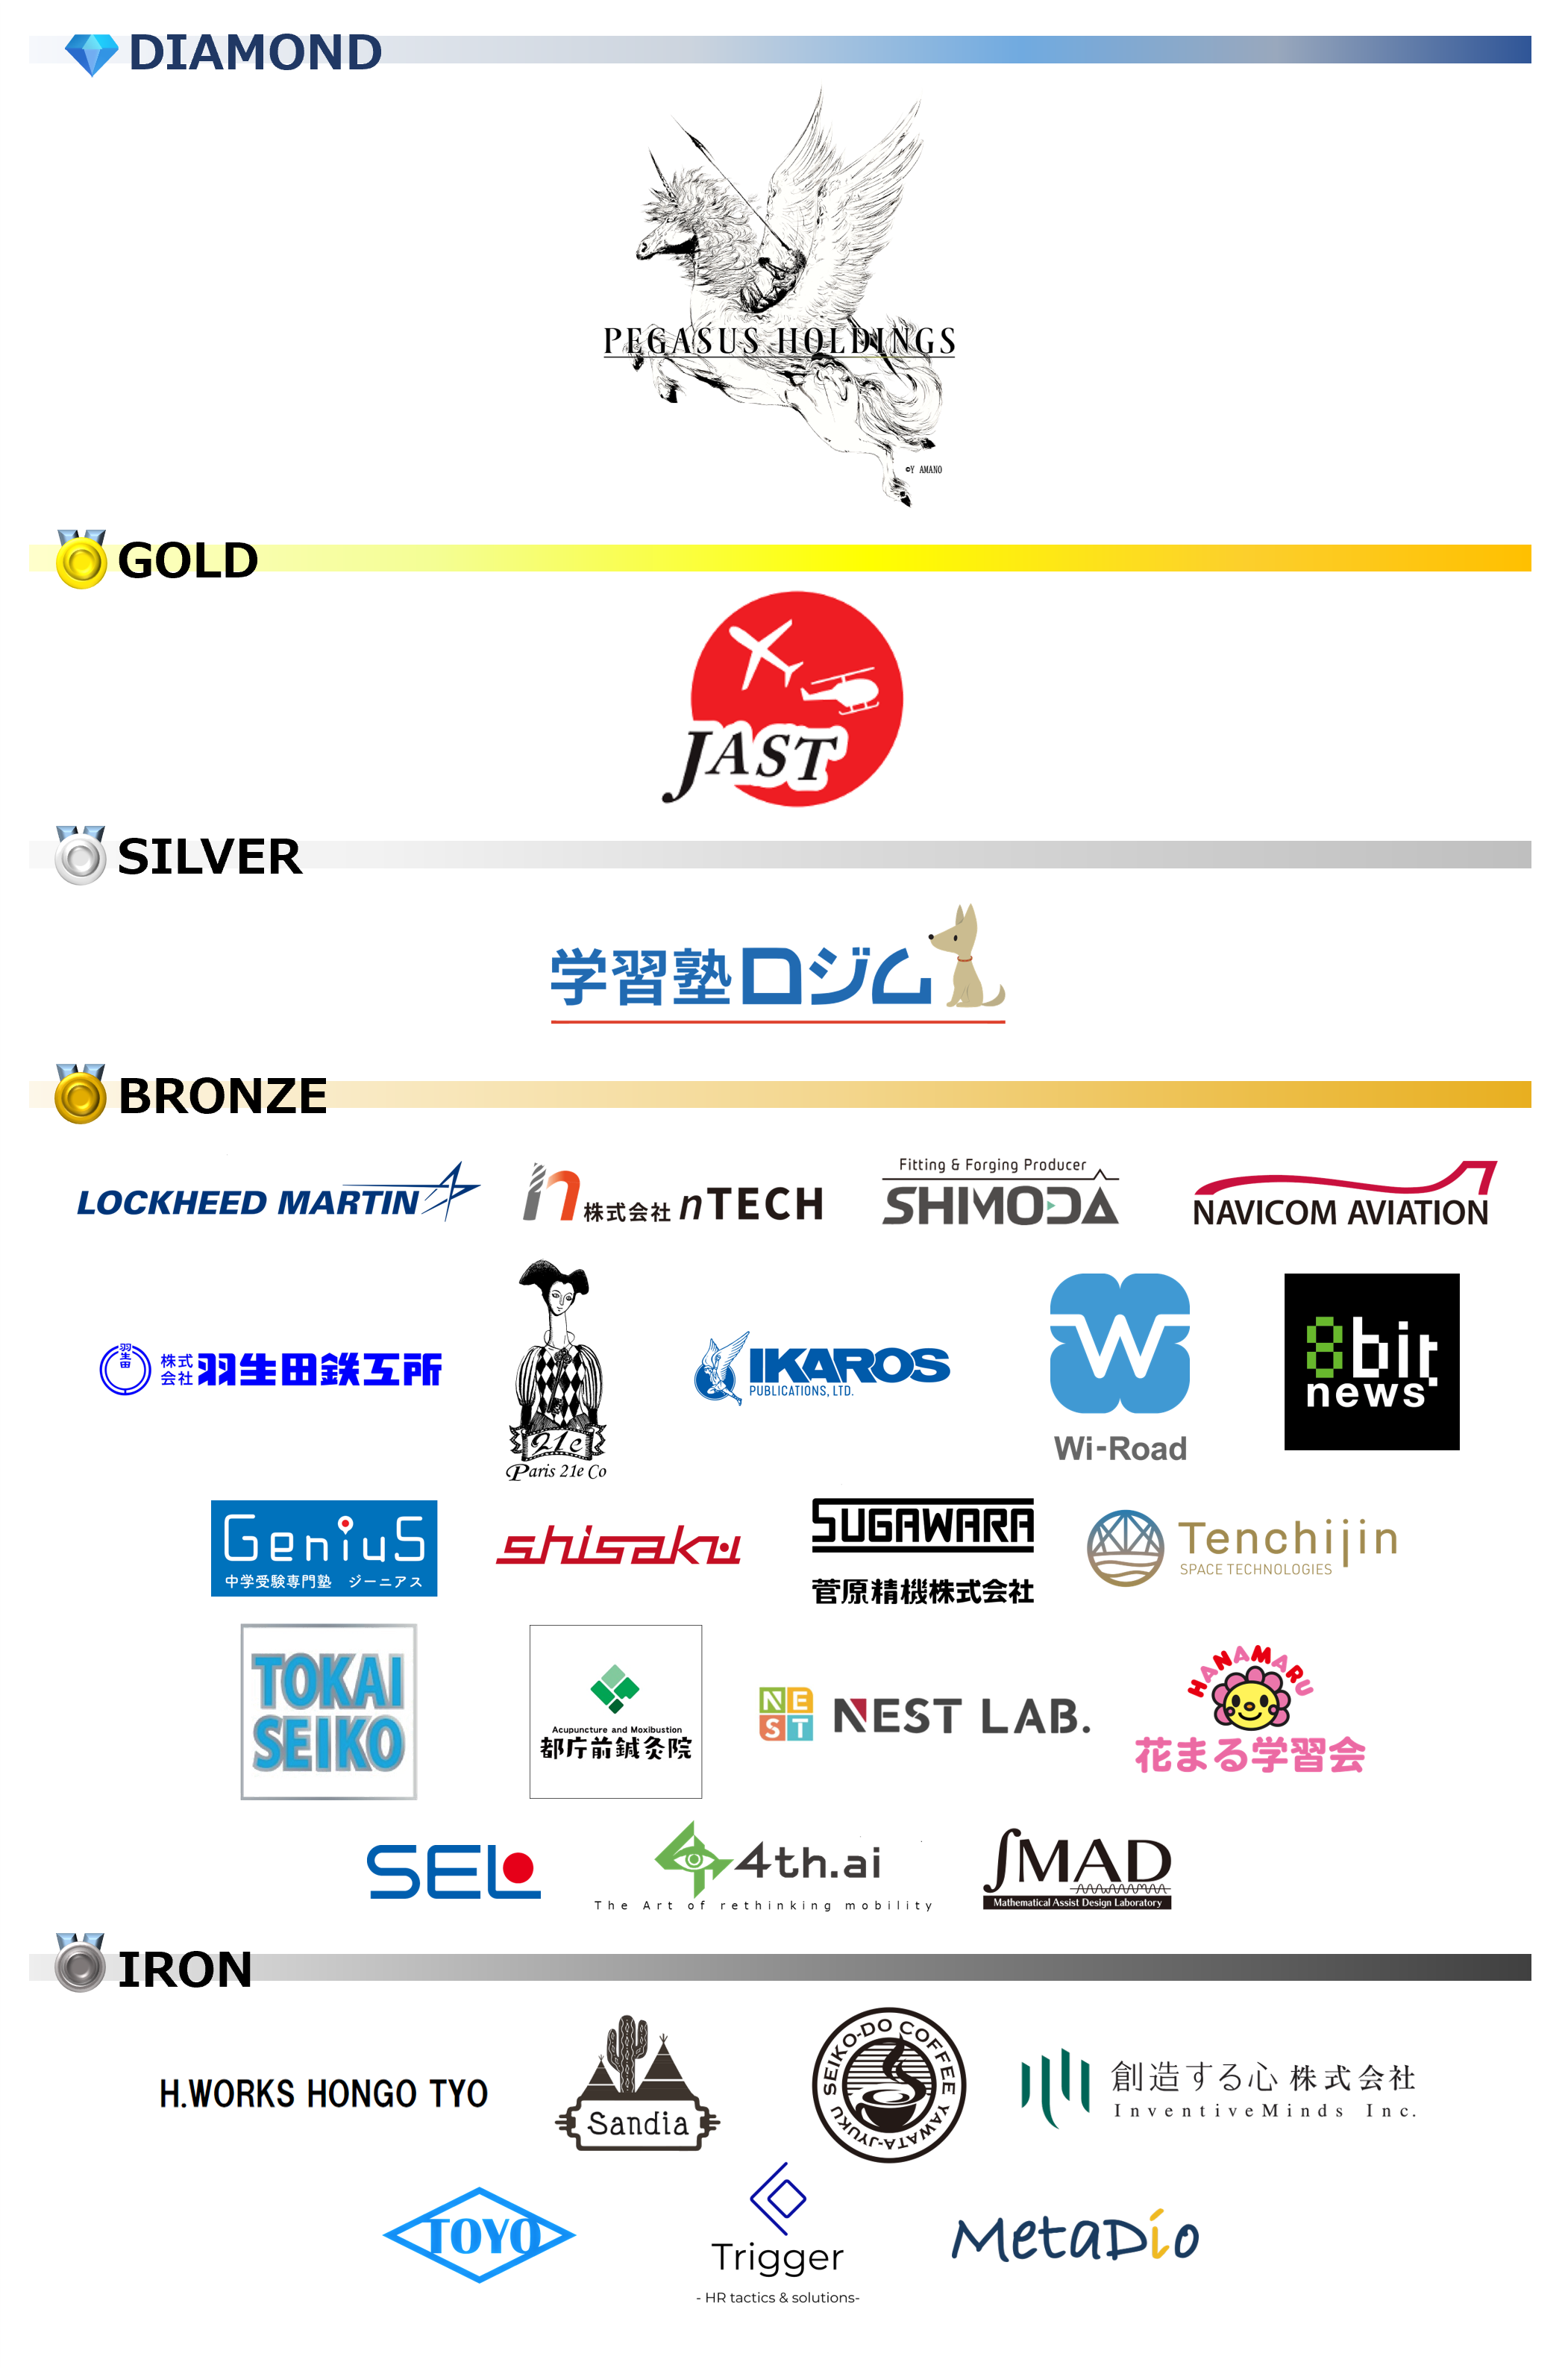 DIAMOND
PEGASUS HOLDINGS
©Y AMANO
GOLD
JAST
SILVER
学習塾ロジム
BRONZE
LOCKHEED MARTIN
株式会社 nTECH
Fitting & Forging Producer
SHIMODA
NAVICOM AVIATION
羽生田
株式会社 羽生田鉄工所
21e
Paris 21e Co
IKAROS
PUBLICATIONS, LTD.
W
Wi-Road
8bit
news
GeniuS
中学受験専門塾 ジーニアス
shisaku
SUGAWARA
菅原精機株式会社
Tenchijin
SPACE TECHNOLOGIES
TOKAI
SEIKO
Acupuncture and Moxibustion
都庁前鍼灸院
NE
ST
NEST LAB.
HANAMARU
花まる学習会
SEL
4th.ai
The Art of rethinking mobility
∫MAD
Mathematical Assist Design Laboratory
IRON
H.WORKS HONGO TYO
Sandia
SEIKO-DO COFFEE YAWATA-JYUKU
創造する心 株式会社
InventiveMinds Inc.
TOYO
Trigger
- HR tactics & solutions-
MetaDio